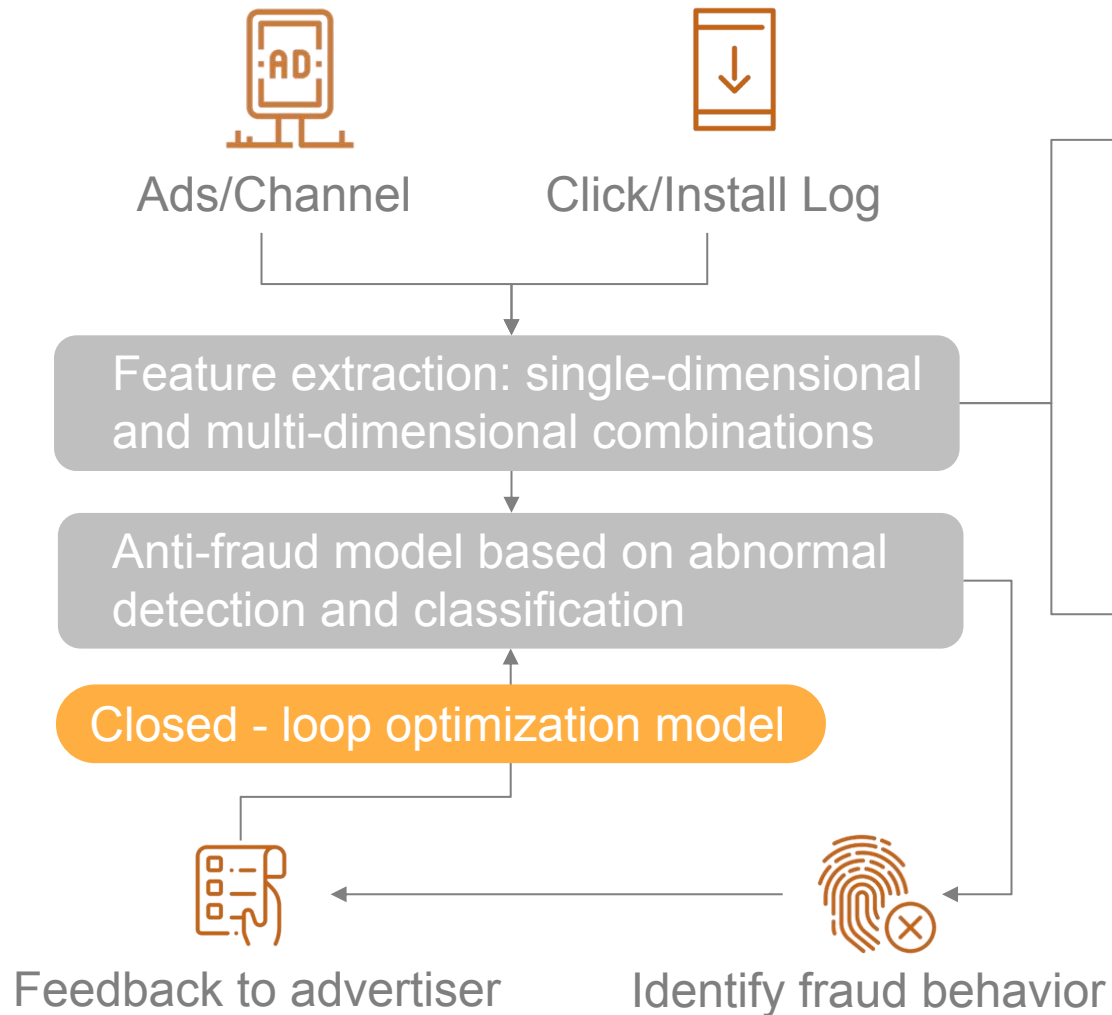 AD
Ads/Channel
Click/Install Log
Feature extraction: single-dimensional
and multi-dimensional combinations
Anti-fraud model based on abnormal
detection and classification
Closed - loop optimization model
Feedback to advertiser
Identify fraud behavior